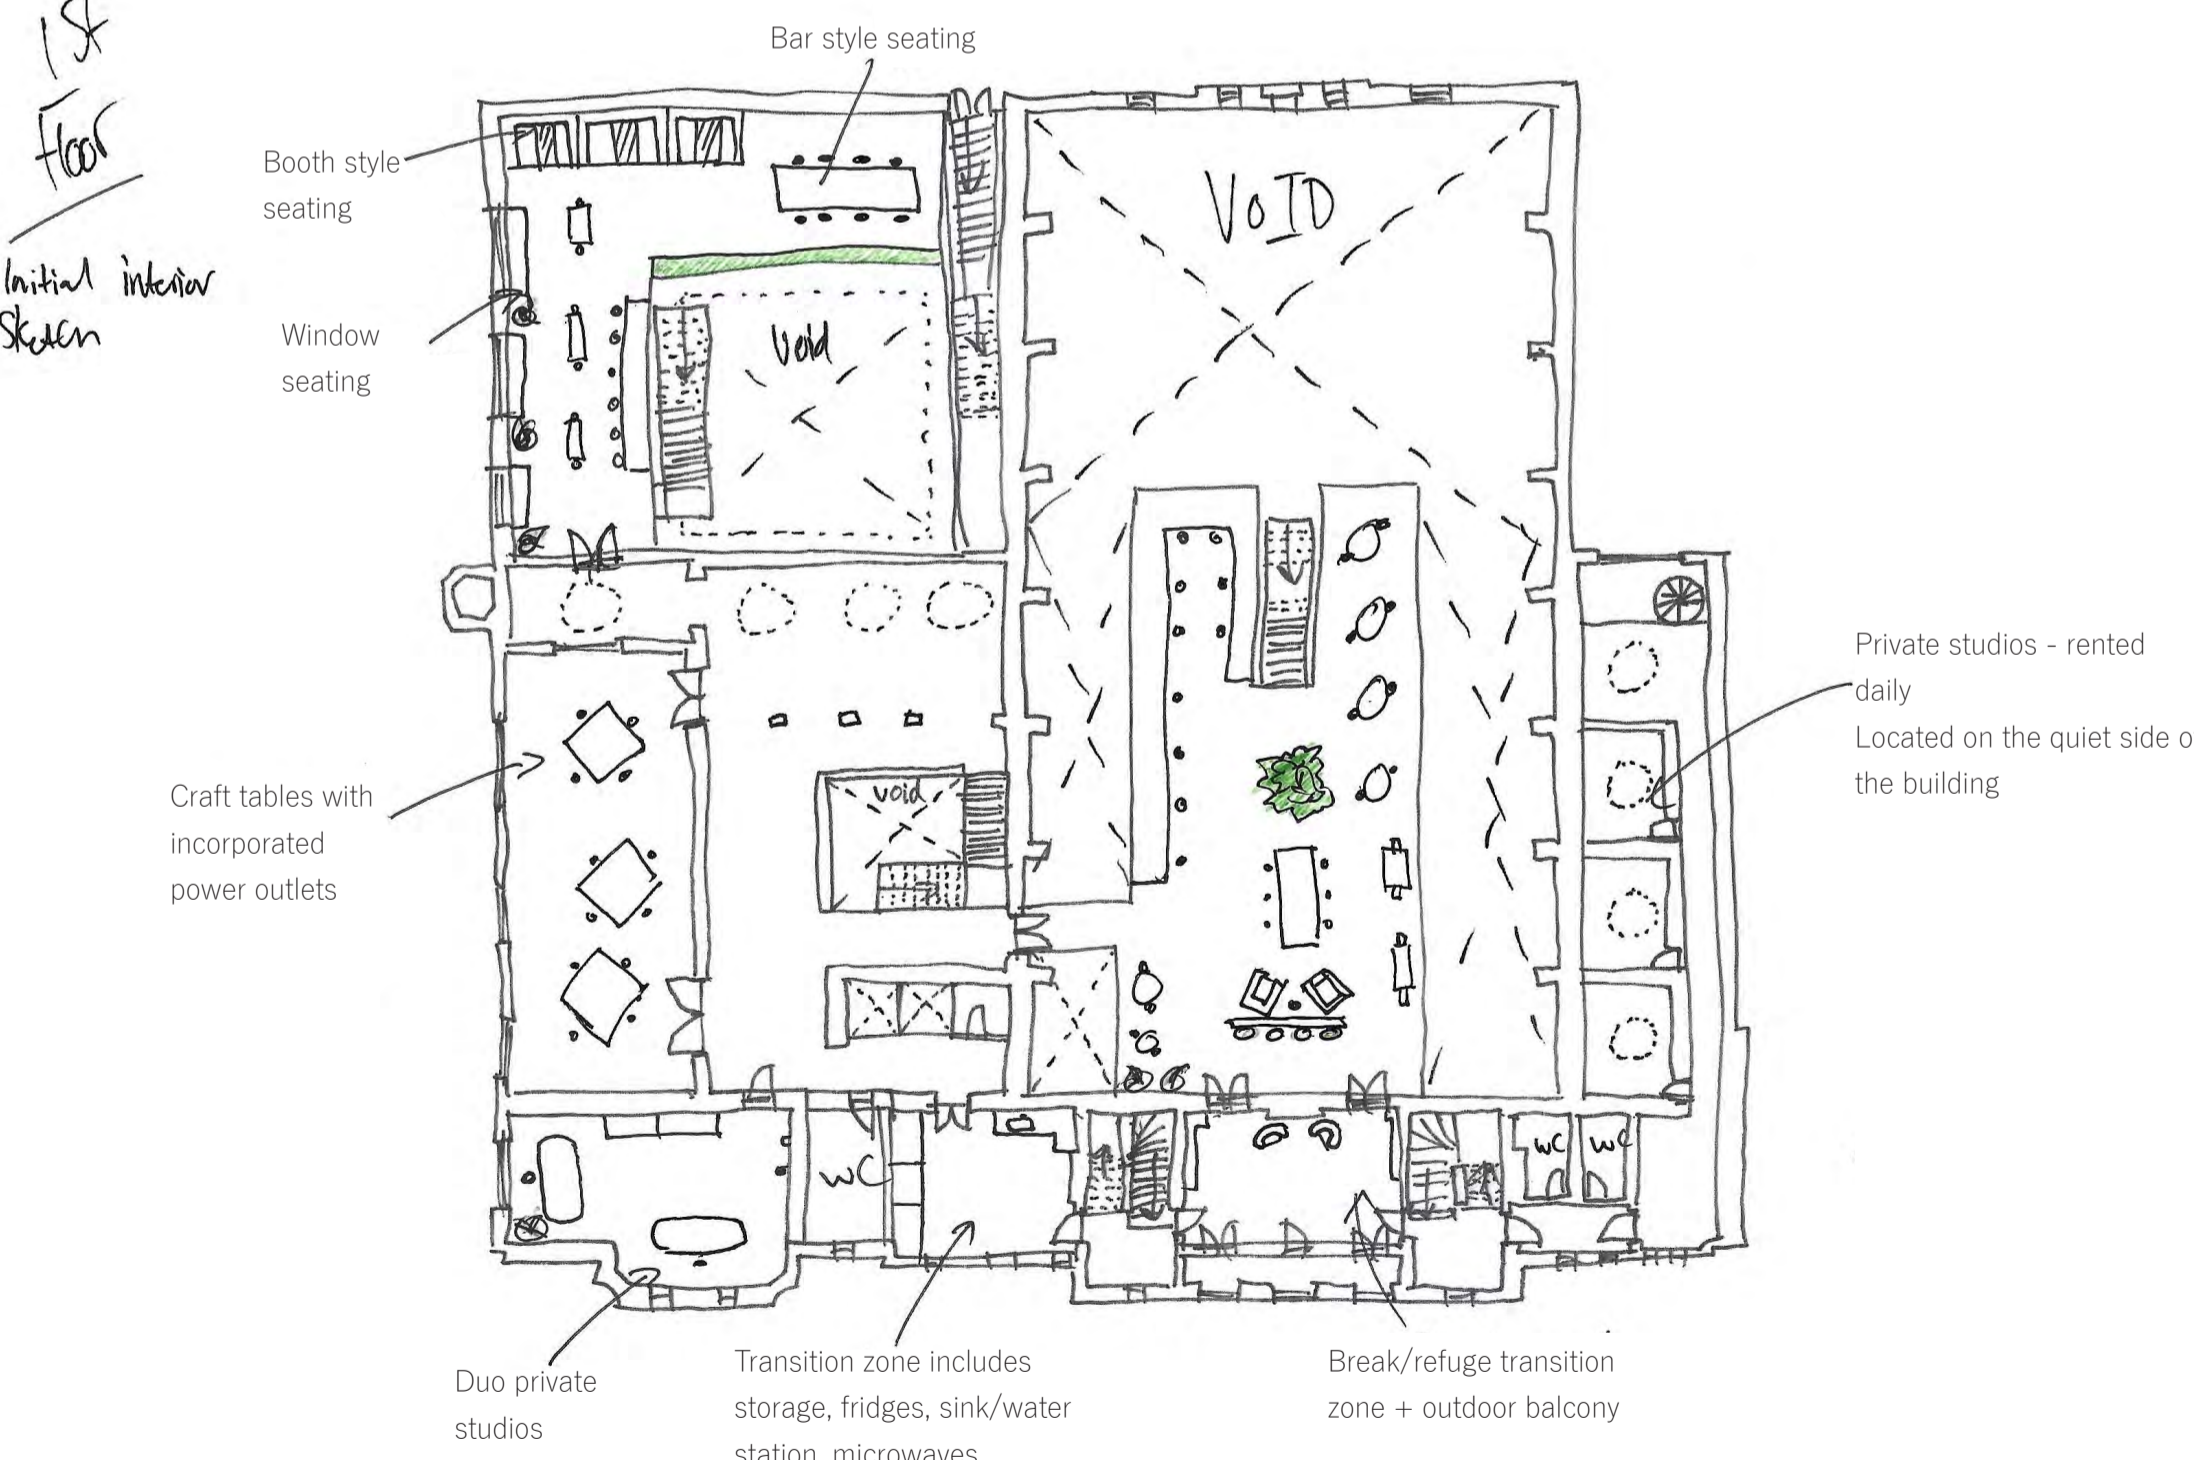 1st
Floor
Initial interior
Sketch
Bar style seating
Booth style
seating
Window
seating
VOID
Void
Craft tables with
incorporated
power outlets
void
Private studios - rented
daily
Located on the quiet side o
the building
WC
WC
WC
Duo private
studios
Transition zone includes
storage, fridges, sink/water
station, microwaves
Break/refuge transition
zone + outdoor balcony